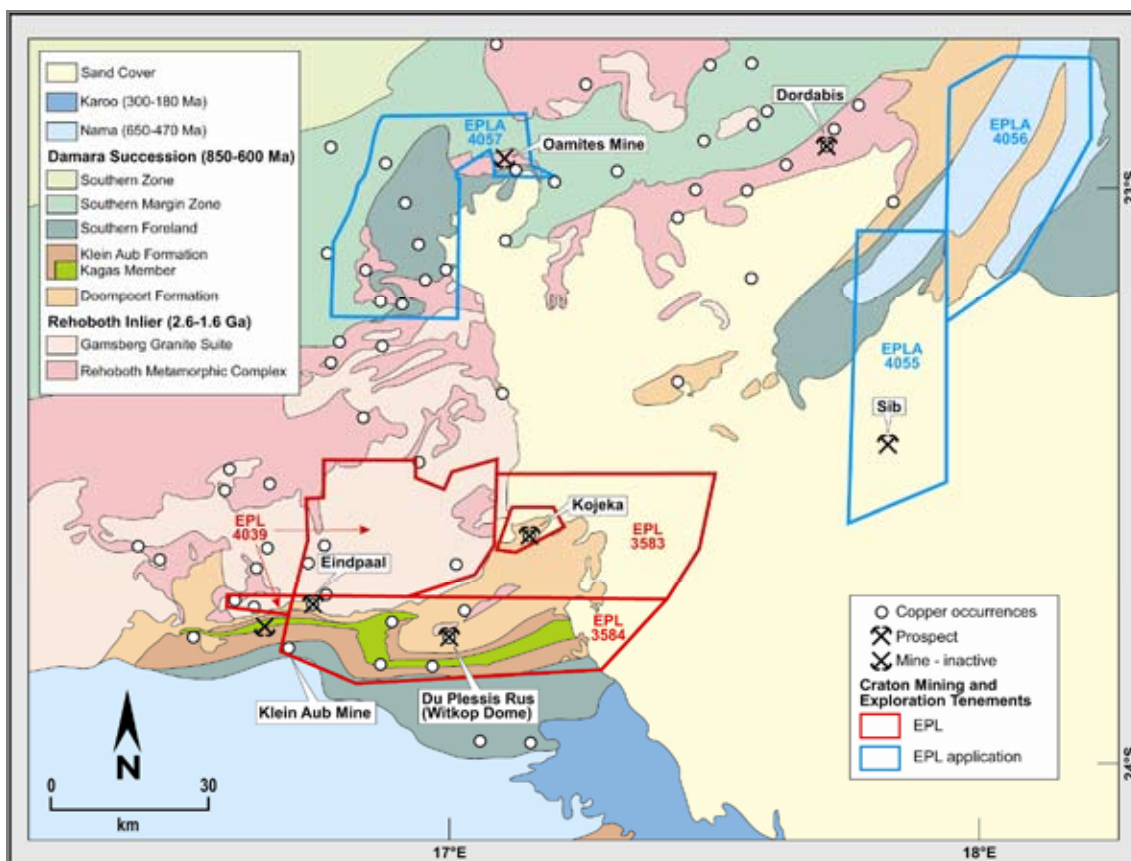 Sand Cover
Karoo (300-180 Ma)
Nama (650-470 Ma)
Damara Succession (850-600 Ma)
Southern Zone
Southern Margin Zone
Southern Foreland
Klein Aub Formation
Kagas Member
Doornpoort Formation
Rehoboth Inlier (2.6-1.6 Ga)
Gamsberg Granite Suite
Rehoboth Metamorphic Complex
EPLA
4057
Oamites Mine
Dordabis
EPLA
4056
23°S
EPLA
4055
Sib
EPL
4039
Kojeka
EPL
3583
Eindpaal
EPL
3584
Klein Aub Mine
Du Plessis Rus
(Witkop Dome)
Copper occurrences
Prospect
Mine - inactive
Craton Mining and
Exploration Tenements
EPL
EPL application
N
0
30
km
24°S
17°E
18°E